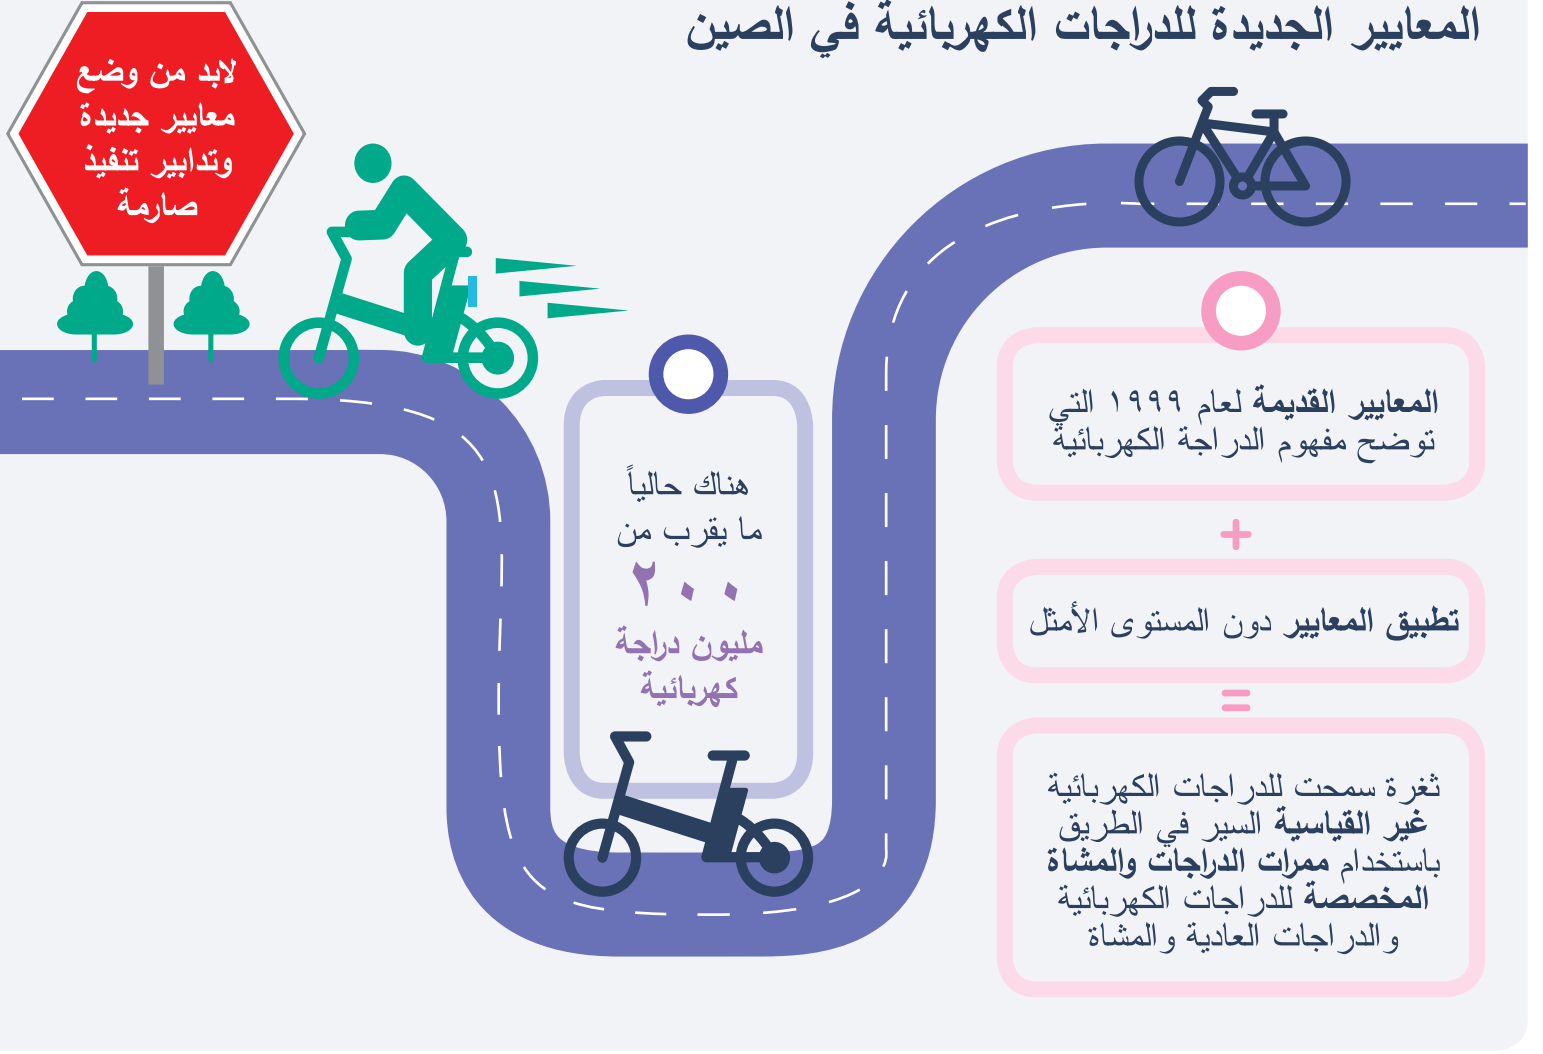 المعايير الجديدة للدراجات الكهربائية في الصين
المعايير القديمة لعام ١٩٩٩ التي
توضح مفهوم الدراجة الكهربائية
+
تطبيق المعايير دون المستوى الأمثل
=
ثغرة سمحت للدراجات الكهربائية
غير القياسية السير في الطريق
باستخدام ممرات الدراجات والمشاة
المخصصة للدراجات الكهربائية
والدراجات العادية والمشاة
هناك حالياً
ما يقرب من
٢٠٠
مليون دراجة
كهربائية
لابد من وضع
معايير جديدة
وتدابير تنفيذ
صارمة